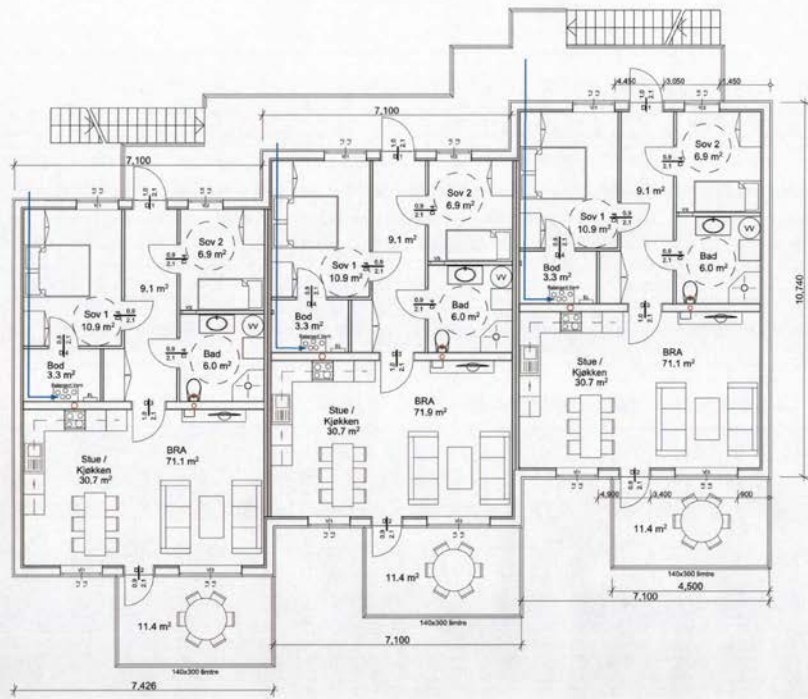 4,450
3,050
1,450
7,100
7,100
10,740
Sov 2
6.9 m²
9.1 m²
Sov 1
10.9 m²
Bod
3.3 m²
Bad
6.0 m²
VV
Stue /
Kjøkken
30.7 m²
BRA
71.1 m²
Sov 2
6.9 m²
9.1 m²
Sov 1
10.9 m²
Bod
3.3 m²
Bad
6.0 m²
VV
Stue /
Kjøkken
30.7 m²
BRA
71.9 m²
Sov 2
6.9 m²
9.1 m²
Sov 1
10.9 m²
Bod
3.3 m²
Bad
6.0 m²
VV
Stue /
Kjøkken
30.7 m²
BRA
71.1 m²
4,900
3,400
900
11.4 m²
140x300 limtre
4,500
7,100
11.4 m²
140x300 limtre
7,100
11.4 m²
140x300 limtre
7,426